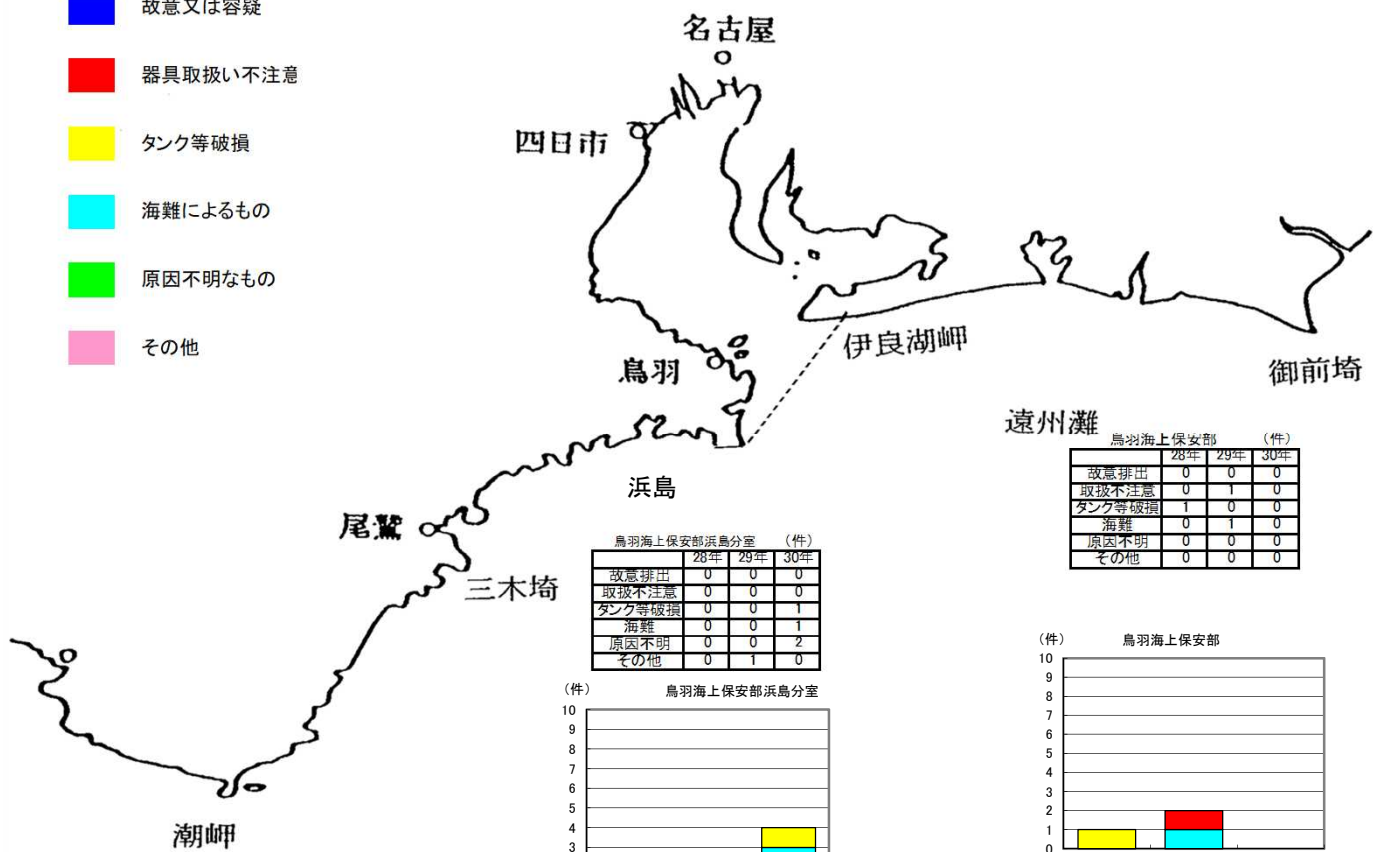 故意又は容疑
器具取扱い不注意
タンク等破損
海難によるもの
原因不明なもの
その他
名古屋
四日市
鳥羽
伊良湖岬
御前埼
遠州灘
浜島
尾鷲
三木埼
潮岬
鳥羽海上保安部 (件)
28年 29年 30年
故意排出 0 0 0
取扱不注意 0 1 0
タンク等破損 1 0 0
海難 0 1 0
原因不明 0 0 0
その他 0 0 0
鳥羽海上保安部浜島分室 (件)
28年 29年 30年
故意排出 0 0 0
取扱不注意 0 0 0
タンク等破損 0 0 1
海難 0 0 1
原因不明 0 0 2
その他 0 1 0
(件) 鳥羽海上保安部浜島分室
10
9
8
7
6
5
4
3
(件) 鳥羽海上保安部
10
9
8
7
6
5
4
3
2
1
0